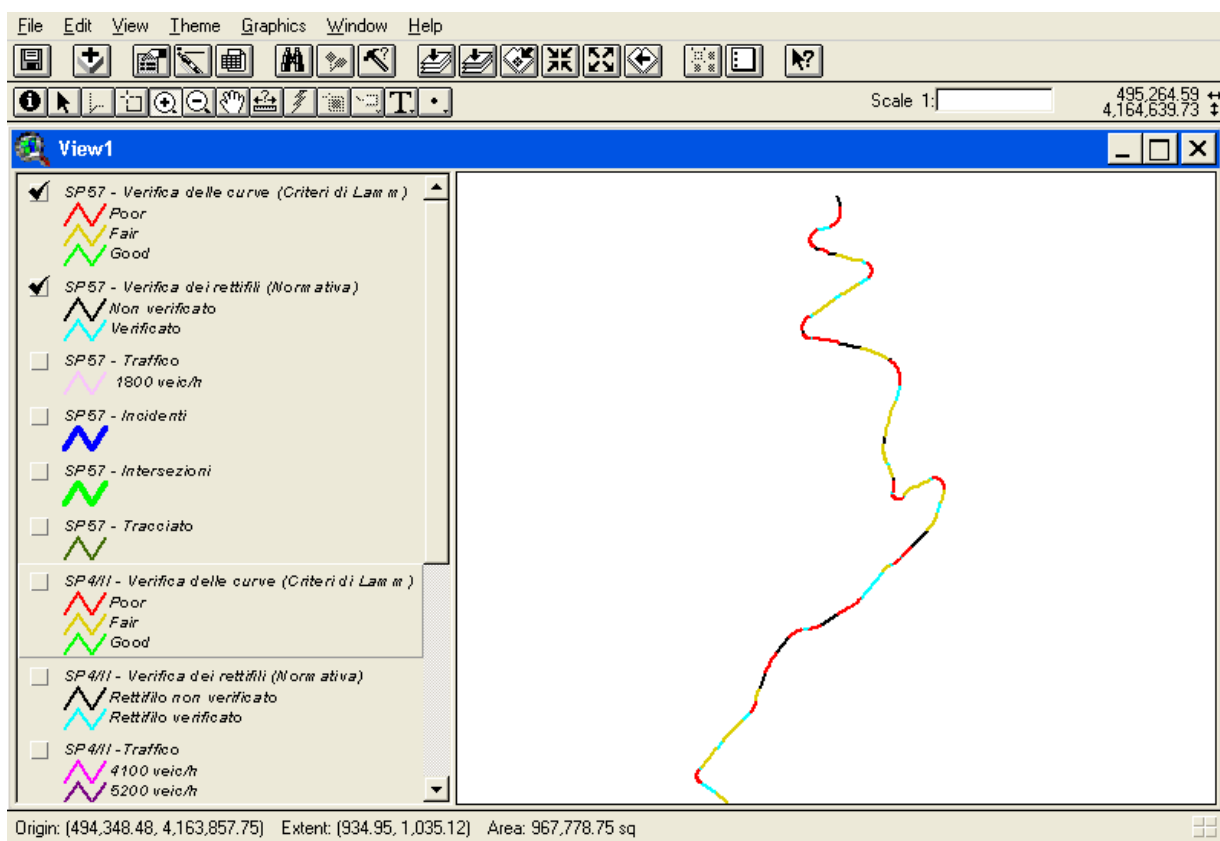 File Edit View Theme Graphics Window Help
Scale 1:
495,264.59
4,164,639.73
View1
SP57 - Verifica delle curve (Criteri di Lamm)
Poor
Fair
Good
SP57 - Verifica dei rettifili (Normativa)
Non verificato
Verificato
SP57 - Traffico
1800 veic/h
SP57 - Incidenti
SP57 - Intersezioni
SP57 - Tracciato
SP4/II - Verifica delle curve (Criteri di Lamm)
Poor
Fair
Good
SP4/II - Verifica dei rettifili (Normativa)
Rettifilo non verificato
Rettifilo verificato
SP4/II -Traffico
4100 veic/h
5200 veic/h
Origin: (494,348.48, 4,163,857.75) Extent: (934.95, 1,035.12) Area: 967,778.75 sq